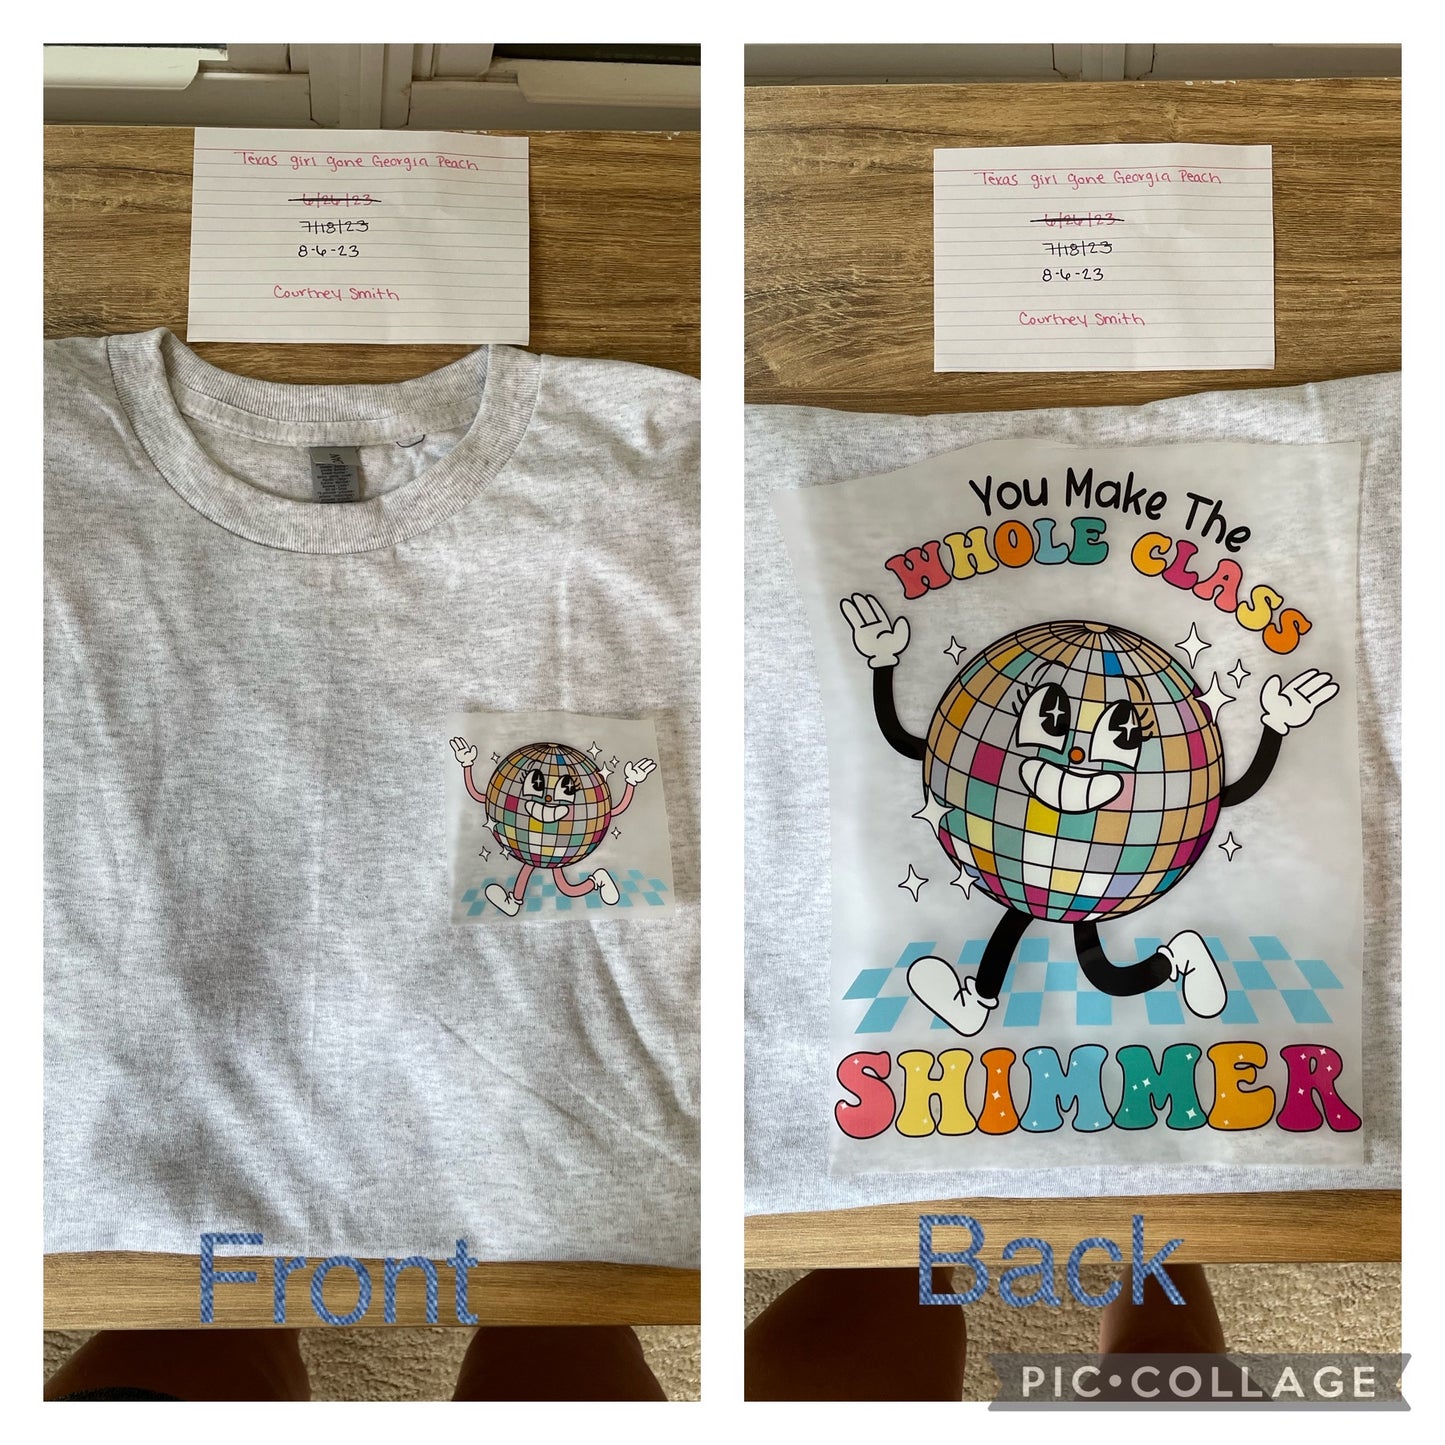 Texas girl gone Georgia Peach
6/26/23
7/18/23
8-6-23
Courtney Smith
Front
Texas girl gone Georgia Peach
6/26/23
7/18/23
8-6-23
Courtney Smith
You Make The
WHOLE CLASS
SHIMMER
Back
PIC•COLLAGE